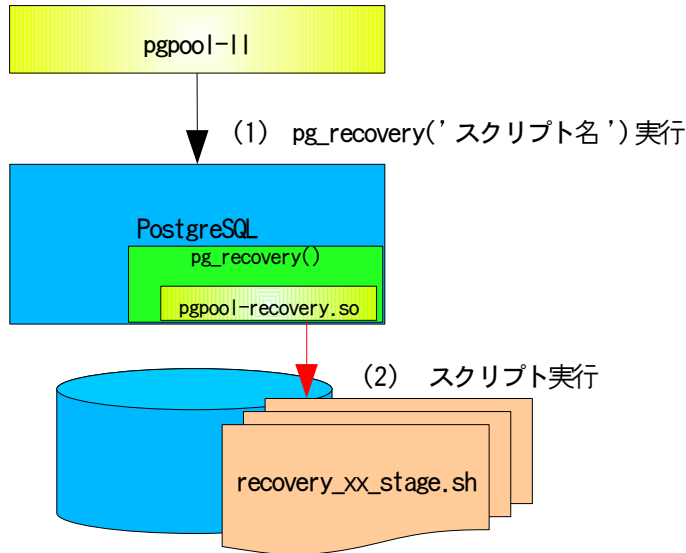 pgpool-II
(1) pg_recovery('スクリプト名')実行
PostgreSQL
pg_recovery()
pgpool-recovery.so
(2) スクリプト実行
recovery_xx_stage.sh